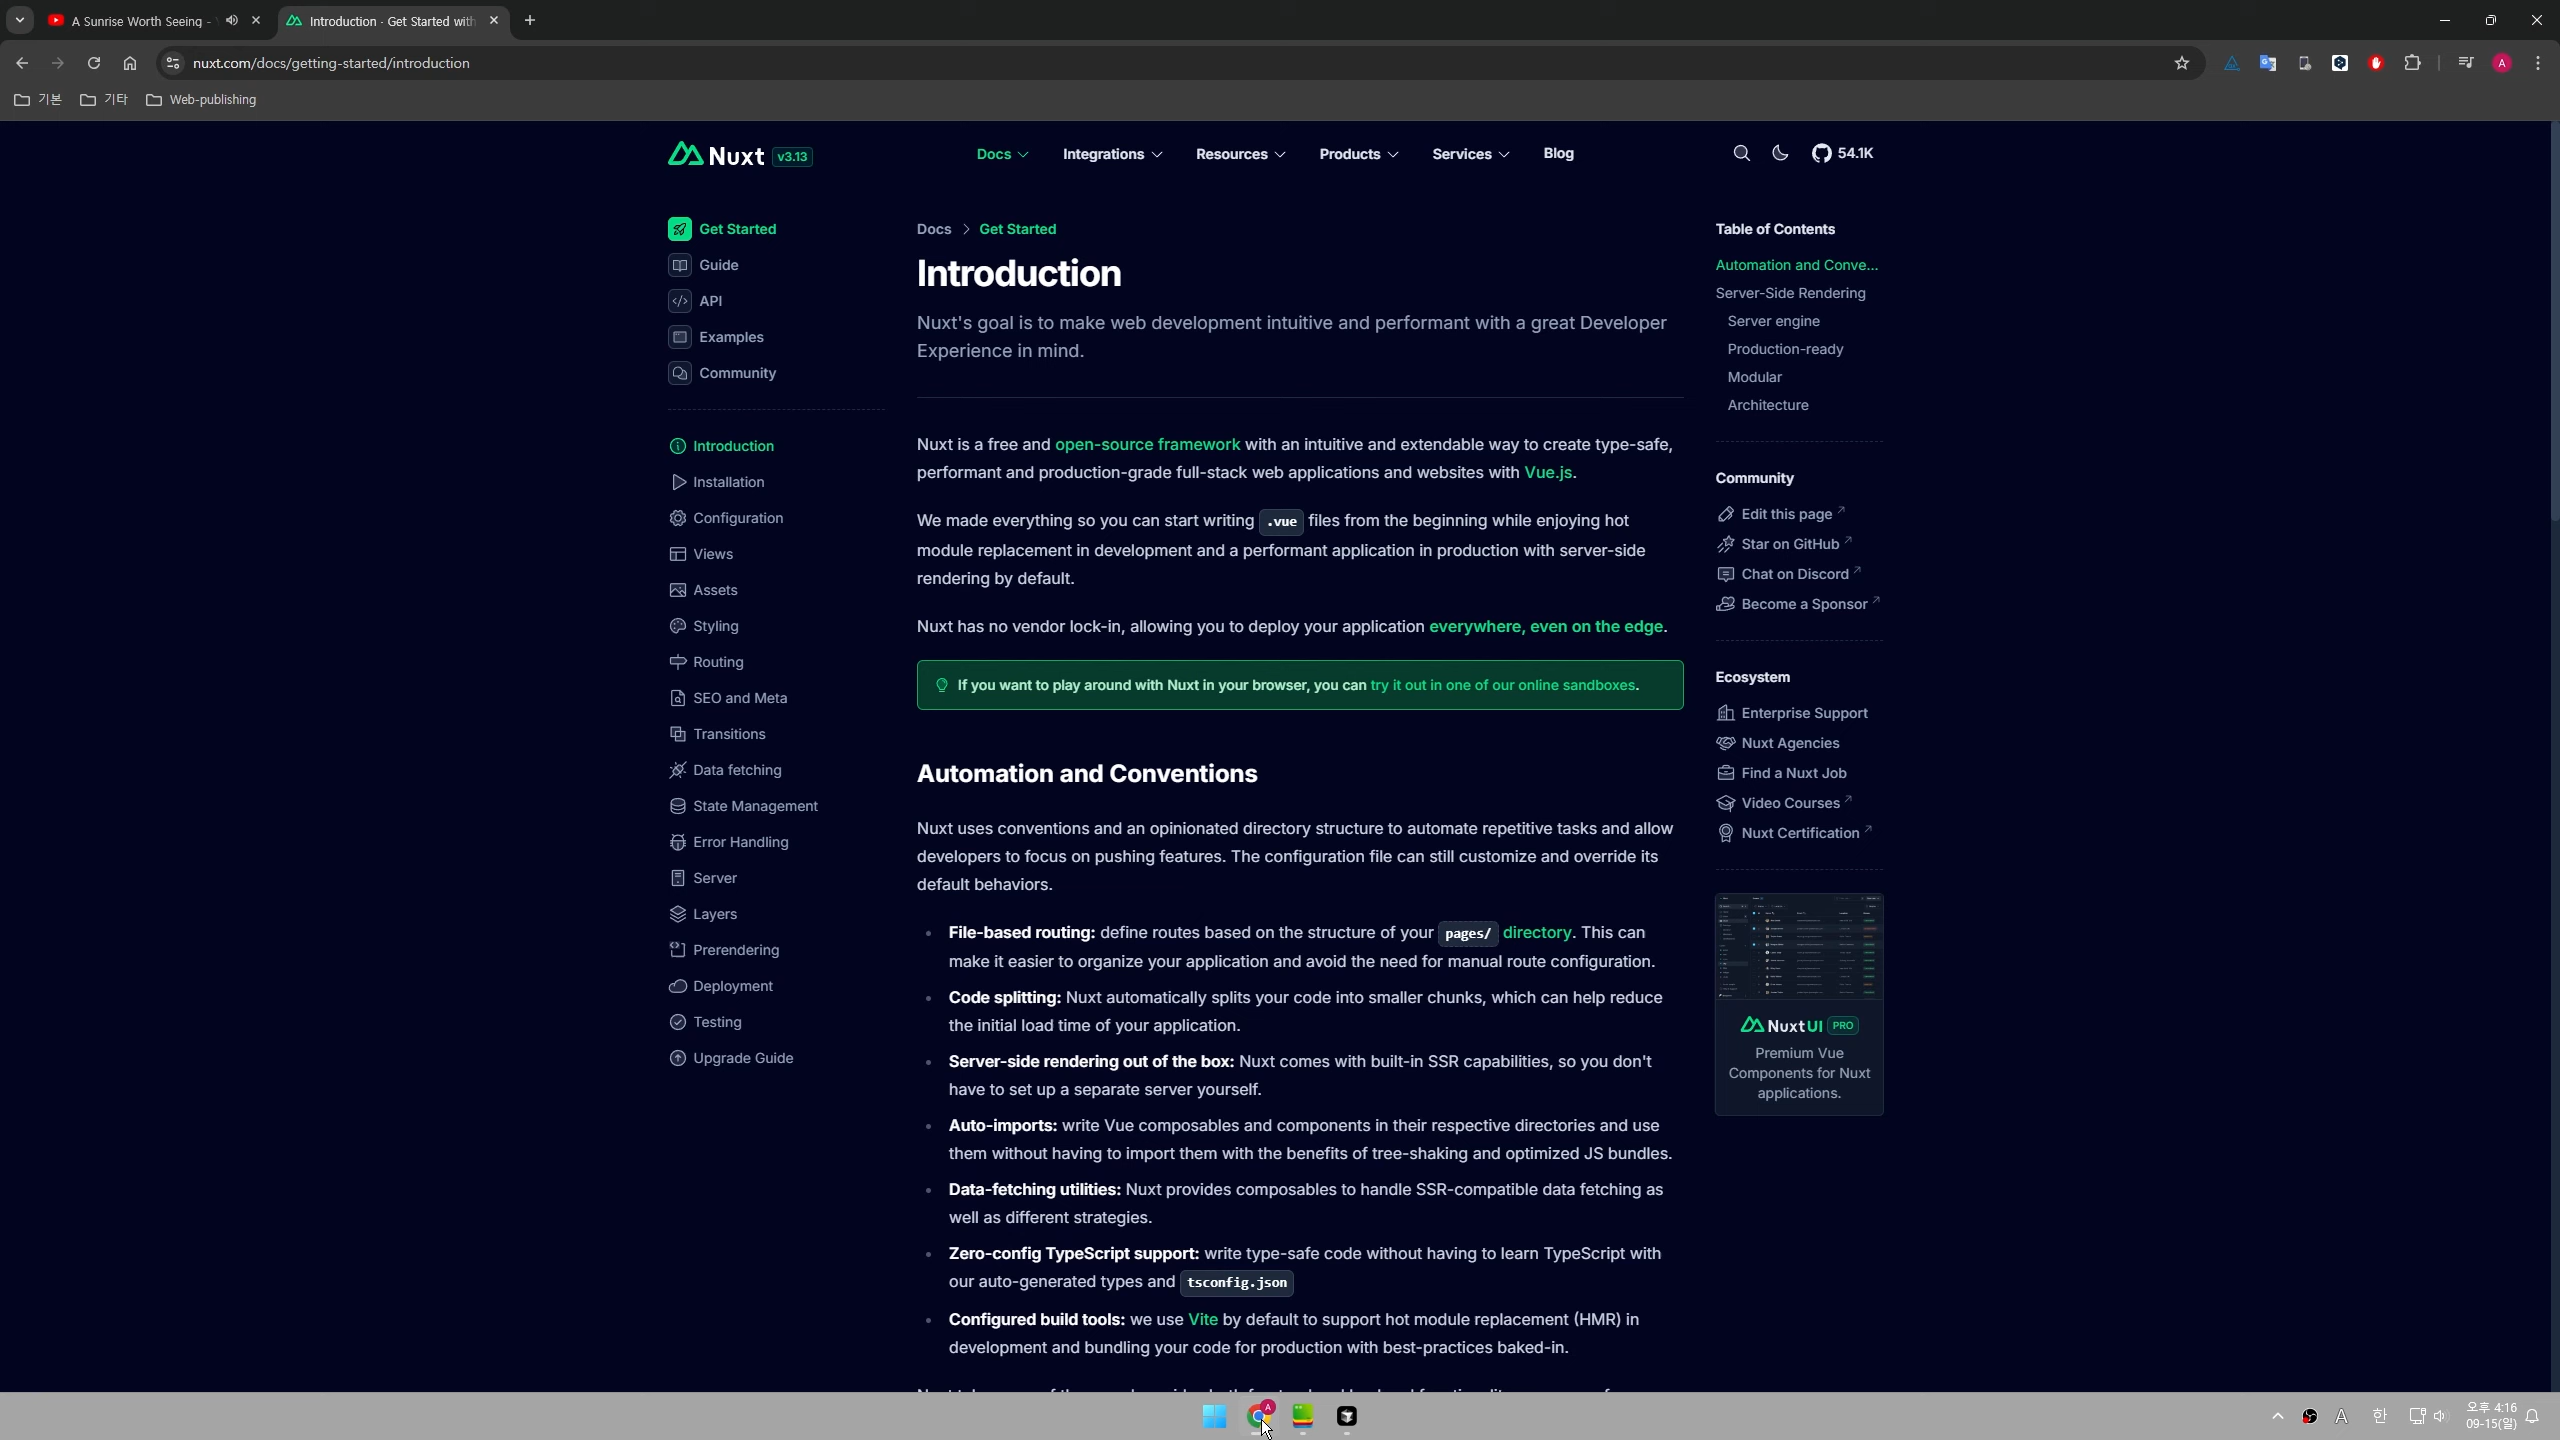 A Sunrise Worth Seeing -
Introduction · Get Started with
nuxt.com/docs/getting-started/introduction
기본
기타
Web-publishing
A
Nuxt v3.13
Docs
Integrations
Resources
Products
Services
Blog
54.1K
Get Started
Guide
API
Examples
Community
Introduction
Installation
Configuration
Views
Assets
Styling
Routing
SEO and Meta
Transitions
Data fetching
State Management
Error Handling
Server
Layers
Prerendering
Deployment
Testing
Upgrade Guide
Docs > Get Started
Introduction
Nuxt's goal is to make web development intuitive and performant with a great Developer
Experience in mind.
Nuxt is a free and open-source framework with an intuitive and extendable way to create type-safe,
performant and production-grade full-stack web applications and websites with Vue.js.
We made everything so you can start writing .vue files from the beginning while enjoying hot
module replacement in development and a performant application in production with server-side
rendering by default.
Nuxt has no vendor lock-in, allowing you to deploy your application everywhere, even on the edge.
If you want to play around with Nuxt in your browser, you can try it out in one of our online sandboxes.
Automation and Conventions
Nuxt uses conventions and an opinionated directory structure to automate repetitive tasks and allow
developers to focus on pushing features. The configuration file can still customize and override its
default behaviors.
File-based routing: define routes based on the structure of your pages/ directory. This can
make it easier to organize your application and avoid the need for manual route configuration.
Code splitting: Nuxt automatically splits your code into smaller chunks, which can help reduce
the initial load time of your application.
Server-side rendering out of the box: Nuxt comes with built-in SSR capabilities, so you don't
have to set up a separate server yourself.
Auto-imports: write Vue composables and components in their respective directories and use
them without having to import them with the benefits of tree-shaking and optimized JS bundles.
Data-fetching utilities: Nuxt provides composables to handle SSR-compatible data fetching as
well as different strategies.
Zero-config TypeScript support: write type-safe code without having to learn TypeScript with
our auto-generated types and tsconfig.json
Configured build tools: we use Vite by default to support hot module replacement (HMR) in
development and bundling your code for production with best-practices baked-in.
Table of Contents
Automation and Conve...
Server-Side Rendering
Server engine
Production-ready
Modular
Architecture
Community
Edit this page
Star on GitHub
Chat on Discord
Become a Sponsor
Ecosystem
Enterprise Support
Nuxt Agencies
Find a Nuxt Job
Video Courses
Nuxt Certification
NuxtUI PRO
Premium Vue
Components for Nuxt
applications.
A
A
한
오후 4:16
09-15(일)